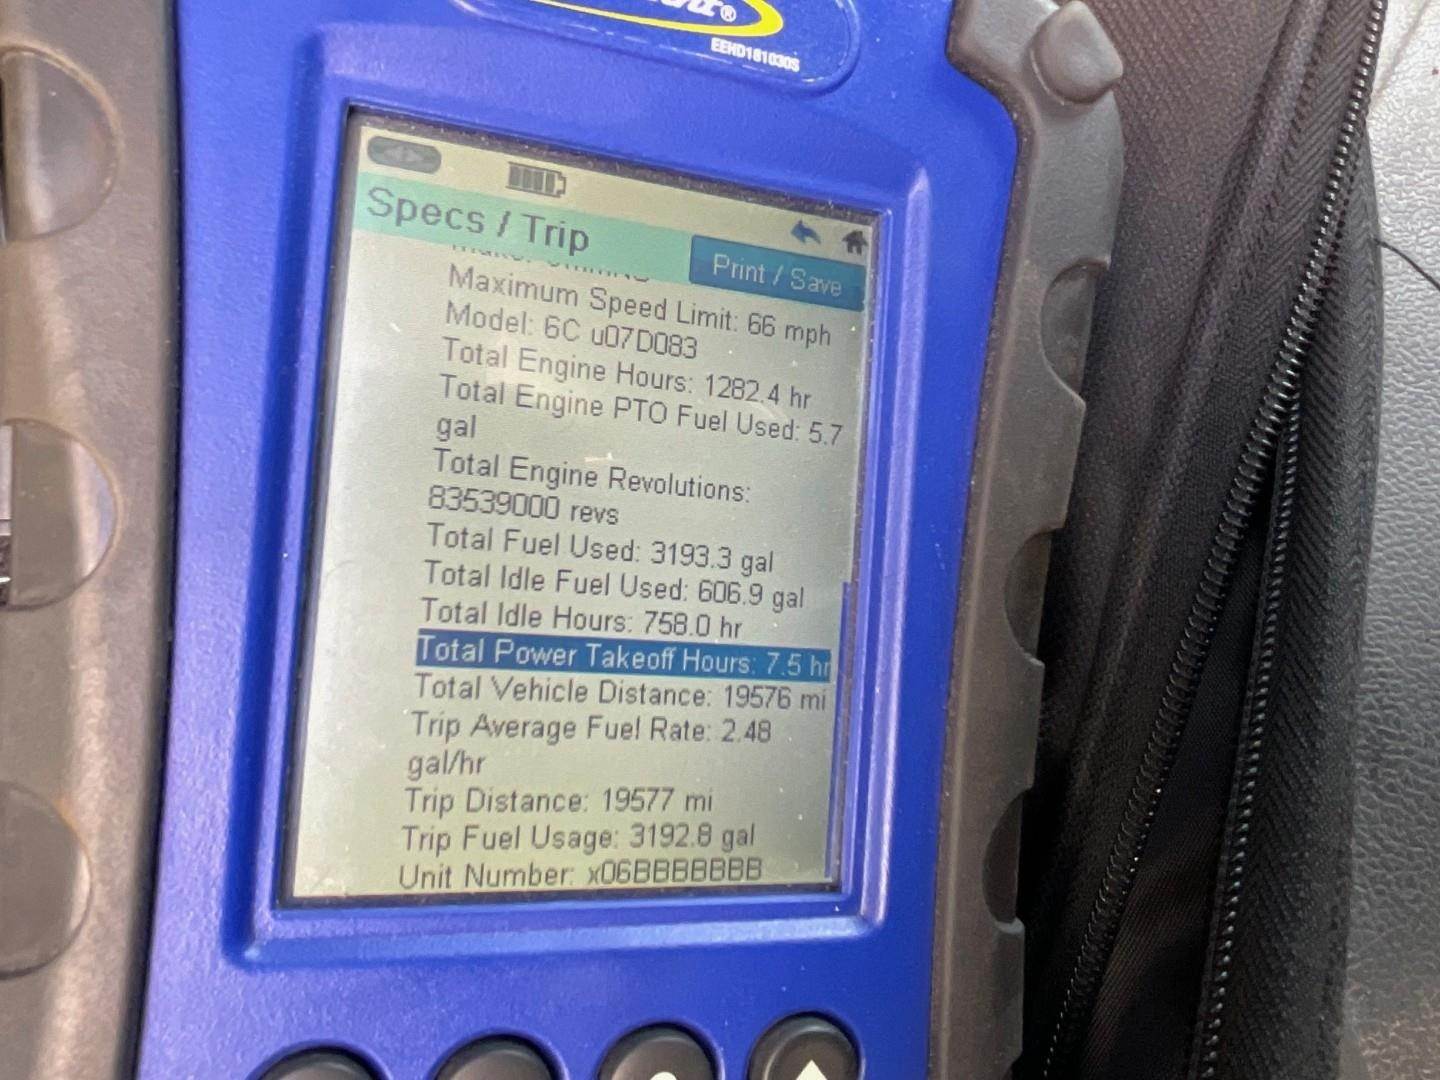 EEHD181030S
Specs / Trip
Print / Save
Maximum Speed Limit: 66 mph
Model: 6C u07D083
Total Engine Hours: 1282.4 hr
Total Engine PTO Fuel Used: 5.7
gal
Total Engine Revolutions:
83539000 revs
Total Fuel Used: 3193.3 gal
Total Idle Fuel Used: 606.9 gal
Total Idle Hours: 758.0 hr
Total Power Takeoff Hours: 7.5 hr
Total Vehicle Distance: 19576 mi
Trip Average Fuel Rate: 2.48
gal/hr
Trip Distance: 19577 mi
Trip Fuel Usage: 3192.8 gal
Unit Number: x06BBBBBBB